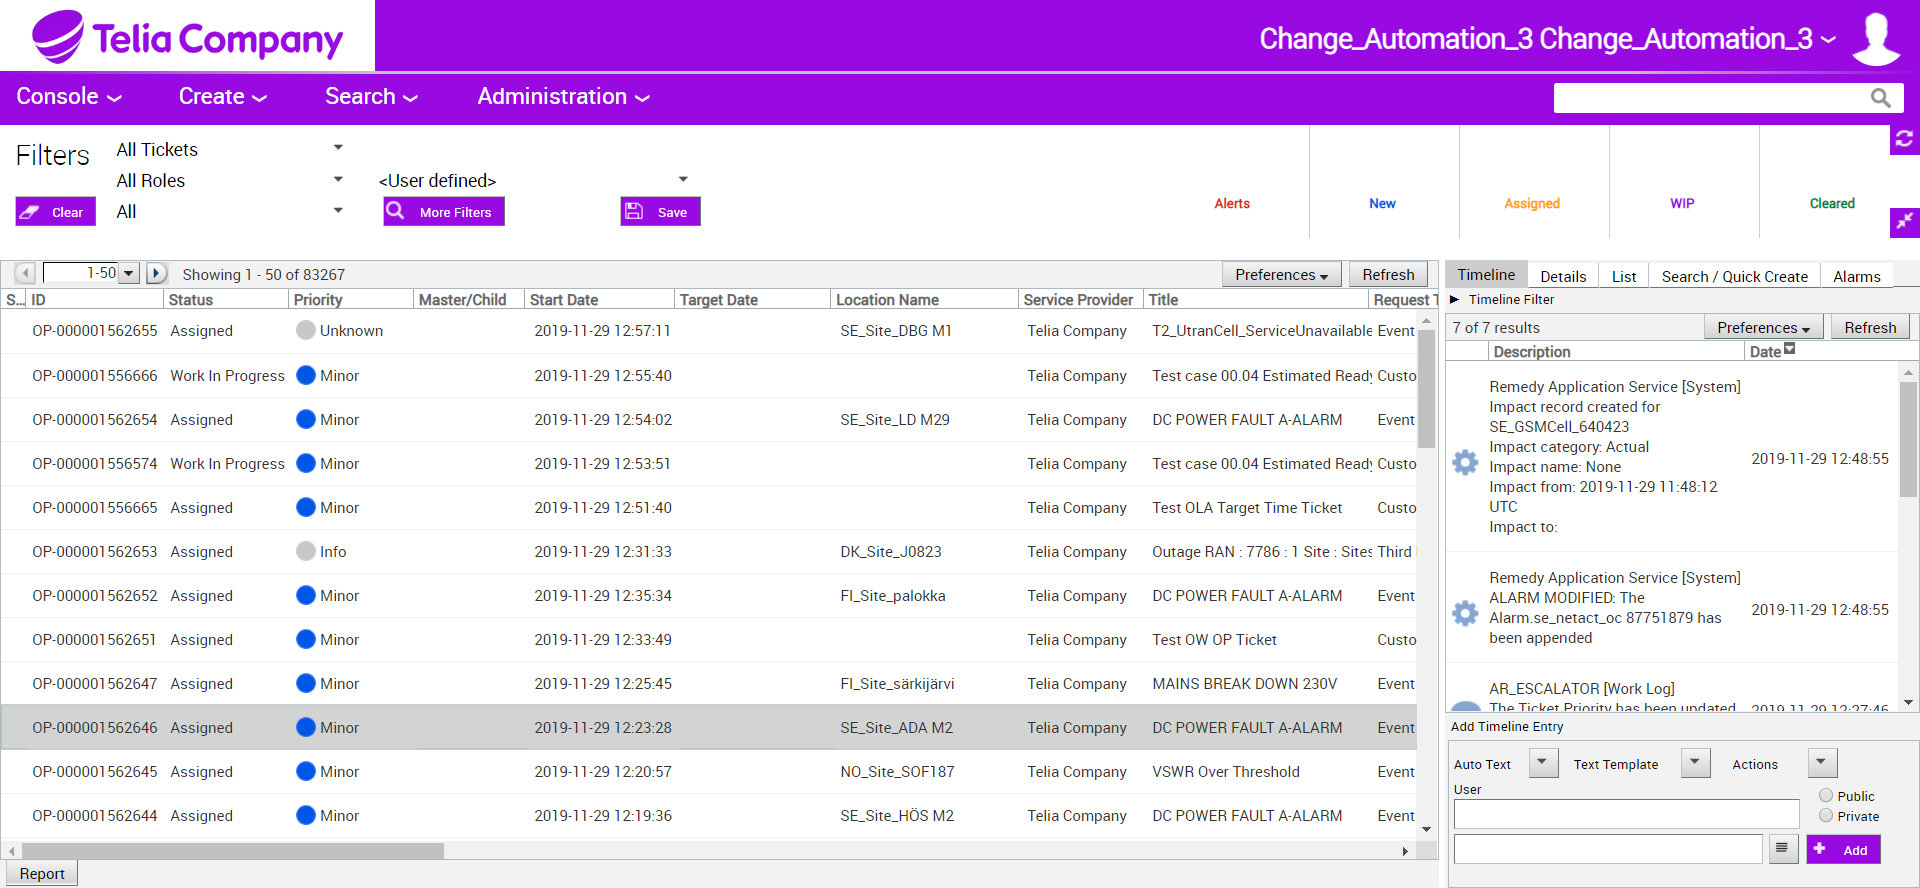 Telia Company
Change_Automation_3 Change_Automation_3
Console Create Search Administration
Filters
All Tickets
All Roles
<User defined>
Clear
All
More Filters
Save
Alerts
New
Assigned
WIP
Cleared
1-50
Showing 1 - 50 of 83267
Preferences
Refresh
S... ID Status Priority Master/Child Start Date Target Date Location Name Service Provider Title Request T
OP-000001562655 Assigned Unknown 2019-11-29 12:57:11 SE_Site_DBG M1 Telia Company T2_UtranCell_ServiceUnavailable Event
OP-000001556666 Work In Progress Minor 2019-11-29 12:55:40 Telia Company Test case 00.04 Estimated Ready Custo
OP-000001562654 Assigned Minor 2019-11-29 12:54:02 SE_Site_LD M29 Telia Company DC POWER FAULT A-ALARM Event
OP-000001556574 Work In Progress Minor 2019-11-29 12:53:51 Telia Company Test case 00.04 Estimated Ready Custo
OP-000001556665 Assigned Minor 2019-11-29 12:51:40 Telia Company Test OLA Target Time Ticket Custo
OP-000001562653 Assigned Info 2019-11-29 12:31:33 DK_Site_J0823 Telia Company Outage RAN : 7786 : 1 Site : Sites Third
OP-000001562652 Assigned Minor 2019-11-29 12:35:34 FI_Site_palokka Telia Company DC POWER FAULT A-ALARM Event
OP-000001562651 Assigned Minor 2019-11-29 12:33:49 Telia Company Test OW OP Ticket Custo
OP-000001562647 Assigned Minor 2019-11-29 12:25:45 FI_Site_särkijärvi Telia Company MAINS BREAK DOWN 230V Event
OP-000001562646 Assigned Minor 2019-11-29 12:23:28 SE_Site_ADA M2 Telia Company DC POWER FAULT A-ALARM Event
OP-000001562645 Assigned Minor 2019-11-29 12:20:57 NO_Site_SOF187 Telia Company VSWR Over Threshold Event
OP-000001562644 Assigned Minor 2019-11-29 12:19:36 SE_Site_HÖS M2 Telia Company DC POWER FAULT A-ALARM Event
Report
Timeline Details List Search / Quick Create Alarms
Timeline Filter
7 of 7 results
Preferences
Refresh
Description Date
Remedy Application Service [System]
Impact record created for
SE_GSMCell_640423
Impact category: Actual
Impact name: None
Impact from: 2019-11-29 11:48:12
UTC
Impact to:
2019-11-29 12:48:55
Remedy Application Service [System]
ALARM MODIFIED: The
Alarm.se_netact_oc 87751879 has
been appended
2019-11-29 12:48:55
AR_ESCALATOR [Work Log]
The Ticket Priority has been updated
2019-11-29 12:27:46
Add Timeline Entry
Auto Text Text Template Actions
User
Public
Private
Add